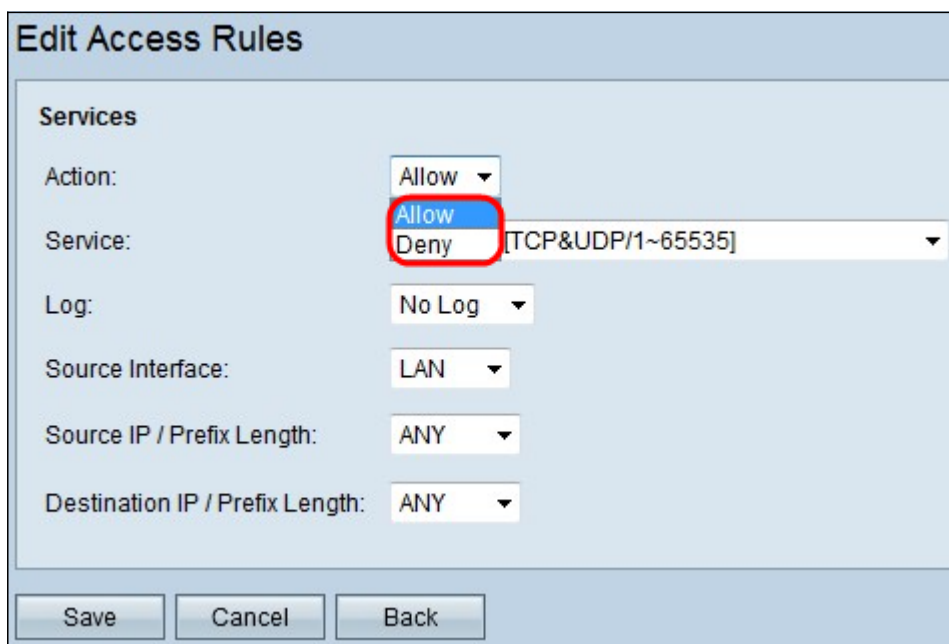 Edit Access Rules
Services
Action: Allow
Allow
Deny
Service: [TCP&UDP/1~65535]
Log: No Log
Source Interface: LAN
Source IP / Prefix Length: ANY
Destination IP / Prefix Length: ANY
Save Cancel Back